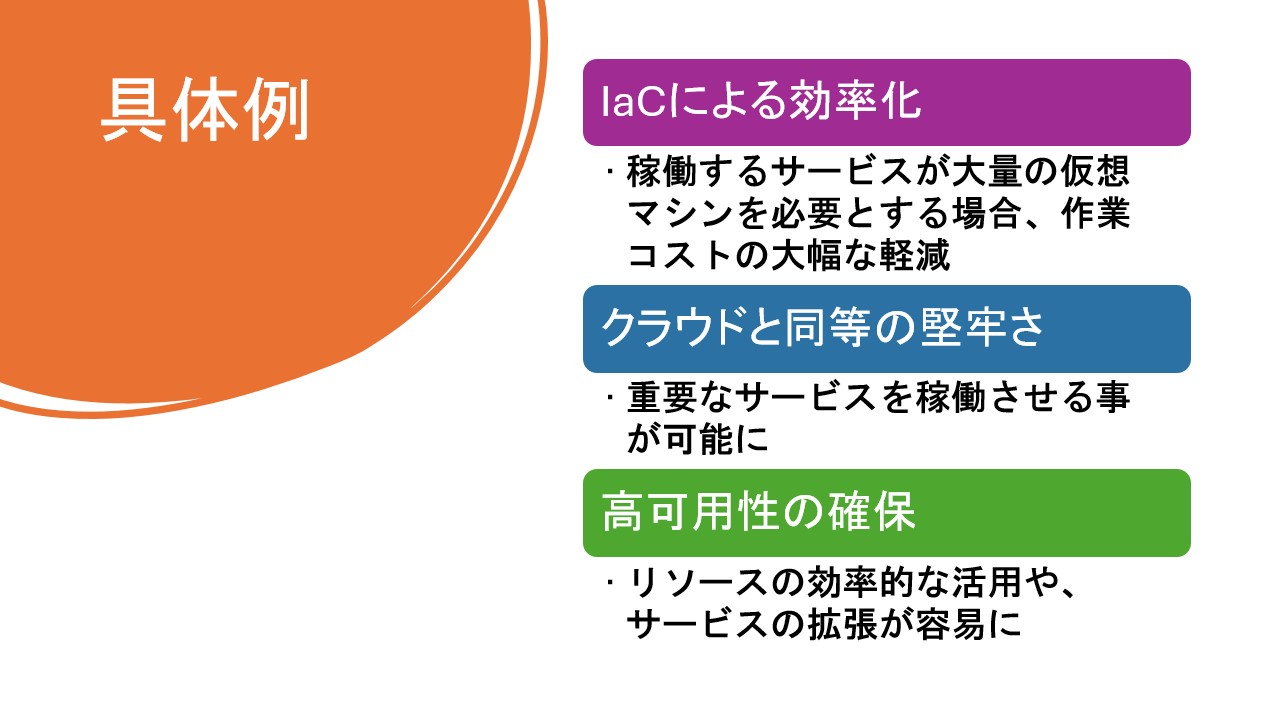 具体例
IaCによる効率化
・稼働するサービスが大量の仮想
マシンを必要とする場合、作業
コストの大幅な軽減
クラウドと同等の堅牢さ
・重要なサービスを稼働させる事
が可能に
高可用性の確保
・リソースの効率的な活用や、
サービスの拡張が容易に